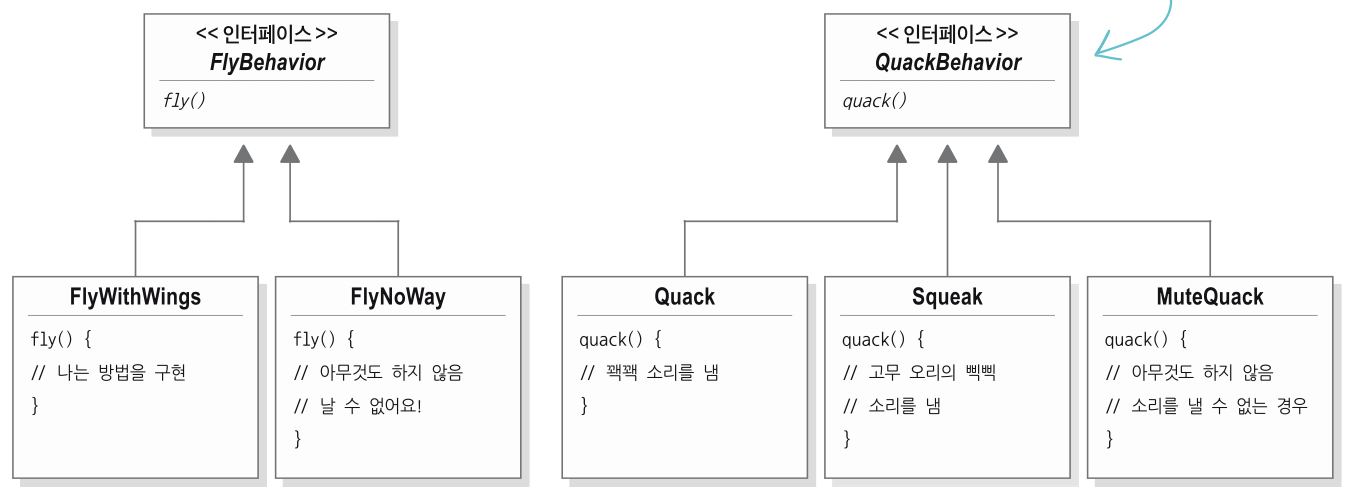 << 인터페이스 >>
FlyBehavior
fly()
<< 인터페이스 >>
QuackBehavior
quack()
FlyWithWings
fly() {
// 나는 방법을 구현
}
FlyNoWay
fly() {
// 아무것도 하지 않음
// 날 수 없어요!
}
Quack
quack() {
// 꽥꽥 소리를 냄
}
Squeak
quack() {
// 고무 오리의 삑삑
// 소리를 냄
}
MuteQuack
quack() {
// 아무것도 하지 않음
// 소리를 낼 수 없는 경우
}